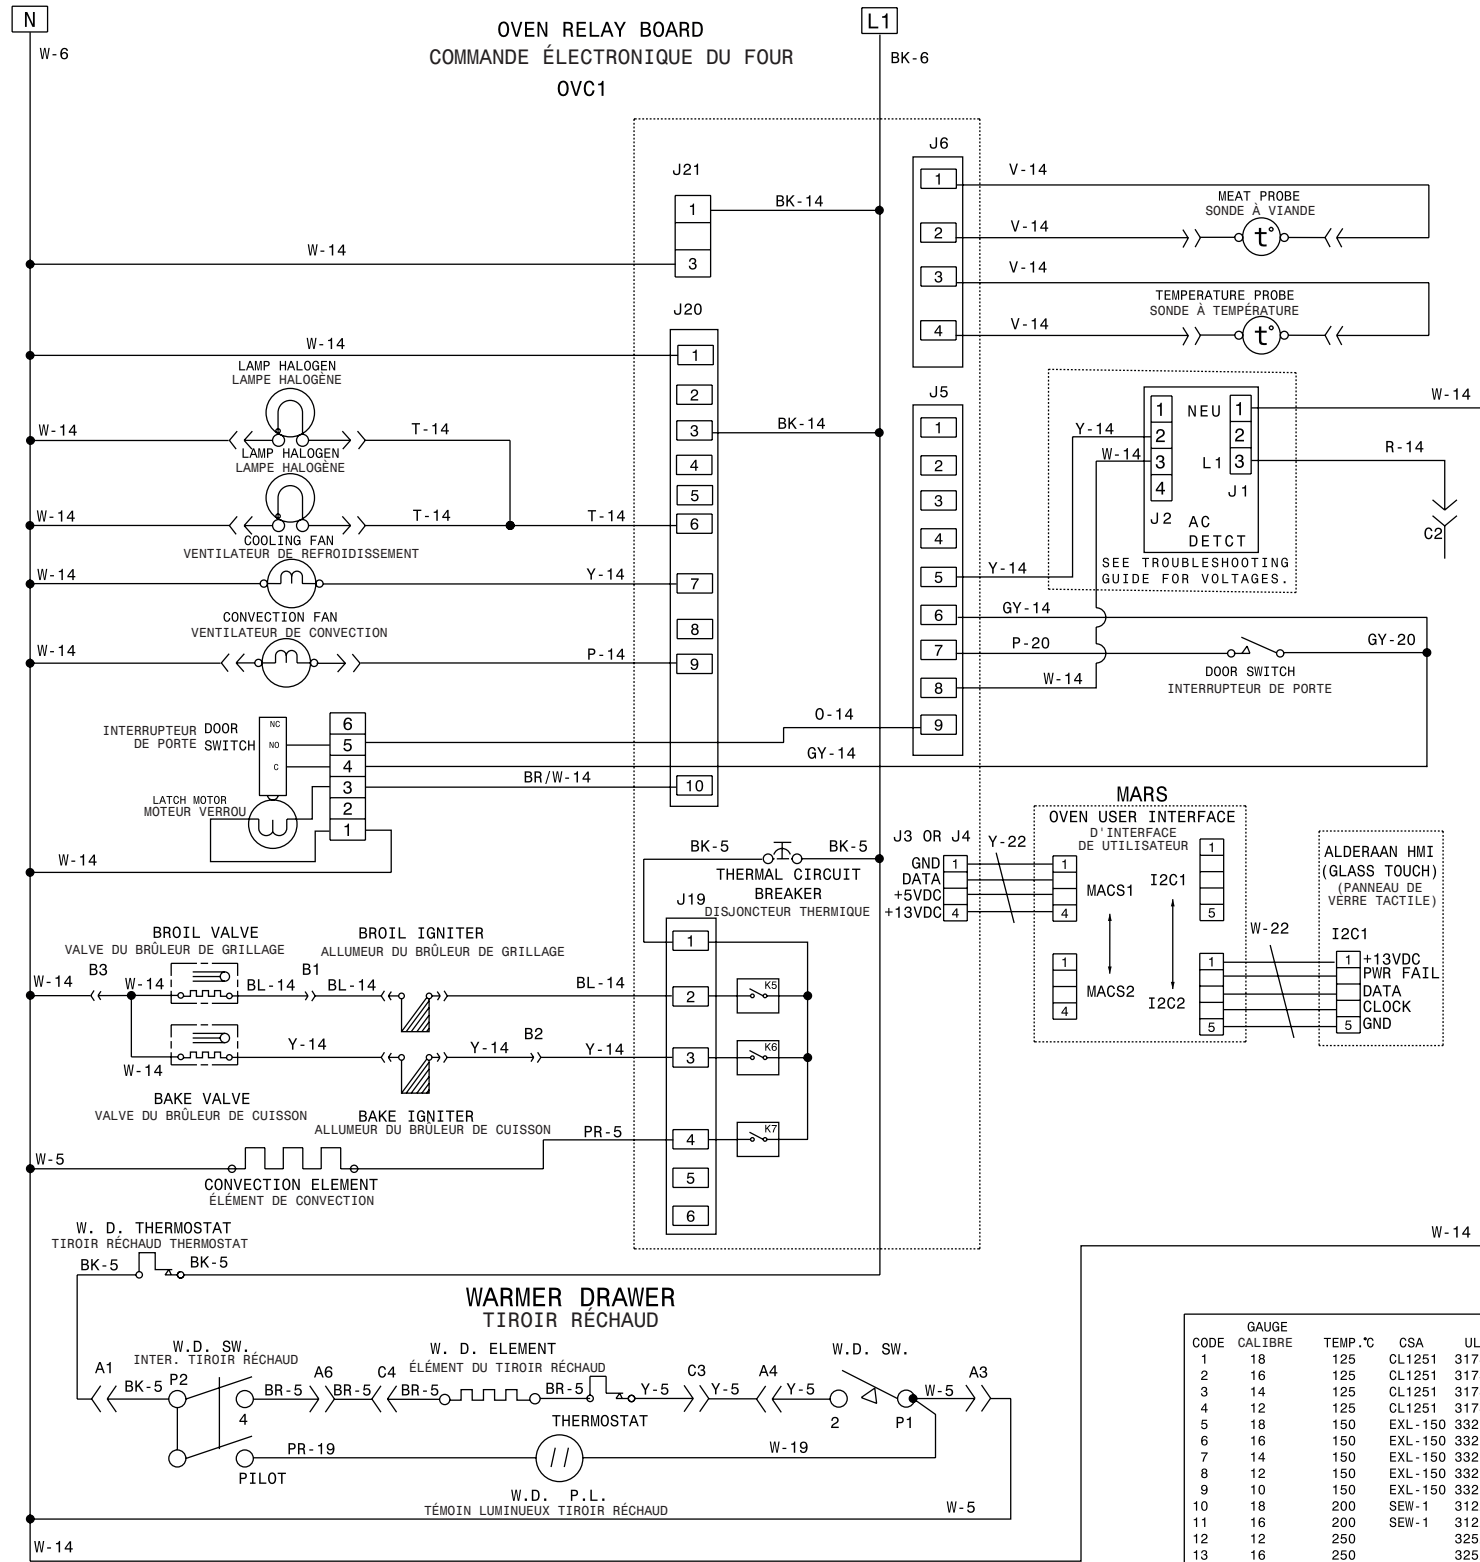 N
L1
W-6
OVEN RELAY BOARD
COMMANDE ÉLECTRONIQUE DU FOUR
OVC1
BK-6
J21
1
3
BK-14
W-14
J6
1
2
3
4
V-14
MEAT PROBE
SONDE À VIANDE
t°
V-14
V-14
TEMPERATURE PROBE
SONDE À TEMPÉRATURE
t°
V-14
J20
1
2
3
4
5
6
7
8
9
10
W-14
LAMP HALOGEN
LAMPE HALOGÈNE
W-14
T-14
BK-14
LAMP HALOGEN
LAMPE HALOGÈNE
W-14
T-14
T-14
COOLING FAN
VENTILATEUR DE REFROIDISSEMENT
W-14
Y-14
CONVECTION FAN
VENTILATEUR DE CONVECTION
W-14
P-14
J5
1
2
3
4
5
6
7
8
9
1
2
3
4
J2
NEU
L1
1
2
3
J1
AC
DETCT
SEE TROUBLESHOOTING
GUIDE FOR VOLTAGES.
Y-14
W-14
W-14
R-14
C2
Y-14
GY-14
P-20
GY-20
DOOR SWITCH
INTERRUPTEUR DE PORTE
W-14
O-14
GY-14
INTERRUPTEUR
DE PORTE
DOOR
SWITCH
NC
NO
C
6
5
4
3
2
1
BR/W-14
LATCH MOTOR
MOTEUR VERROU
W-14
BK-5
BK-5
THERMAL CIRCUIT
BREAKER
DISJONCTEUR THERMIQUE
J3 OR J4
Y-22
GND
DATA
+5VDC
+13VDC
1
4
MARS
OVEN USER INTERFACE
D'INTERFACE
DE UTILISATEUR
1
4
MACS1
1
4
MACS2
I2C1
1
5
I2C2
1
5
W-22
ALDERAAN HMI
(GLASS TOUCH)
(PANNEAU DE
VERRE TACTILE)
I2C1
1 +13VDC
PWR FAIL
DATA
CLOCK
5 GND
J19
1
2
3
4
5
6
K5
K6
K7
BROIL VALVE
VALVE DU BRÛLEUR DE GRILLAGE
BROIL IGNITER
ALLUMEUR DU BRÛLEUR DE GRILLAGE
W-14
B3
W-14
BL-14
B1
BL-14
BL-14
W-14
Y-14
Y-14
B2
Y-14
BAKE VALVE
VALVE DU BRÛLEUR DE CUISSON
BAKE IGNITER
ALLUMEUR DU BRÛLEUR DE CUISSON
W-5
PR-5
CONVECTION ELEMENT
ÉLÉMENT DE CONVECTION
W. D. THERMOSTAT
TIROIR RÉCHAUD THERMOSTAT
BK-5
BK-5
W-14
WARMER DRAWER
TIROIR RÉCHAUD
W.D. SW.
INTER. TIROIR RÉCHAUD
W. D. ELEMENT
ÉLÉMENT DU TIROIR RÉCHAUD
W.D. SW.
A1
BK-5
P2
4
BR-5
A6
BR-5
C4
BR-5
BR-5
THERMOSTAT
Y-5
C3
Y-5
A4
Y-5
2
P1
W-5
A3
PR-19
PILOT
W-19
W.D. P.L.
TÉMOIN LUMINEUX TIROIR RÉCHAUD
W-5
W-14
GAUGE
CODE CALIBRE TEMP.°C CSA UL
1 18 125 CL1251 317
2 16 125 CL1251 317
3 14 125 CL1251 317
4 12 125 CL1251 317
5 18 150 EXL-150 332
6 16 150 EXL-150 332
7 14 150 EXL-150 332
8 12 150 EXL-150 332
9 10 150 EXL-150 332
10 18 200 SEW-1 312
11 16 200 SEW-1 312
12 12 250 325
13 16 250 325